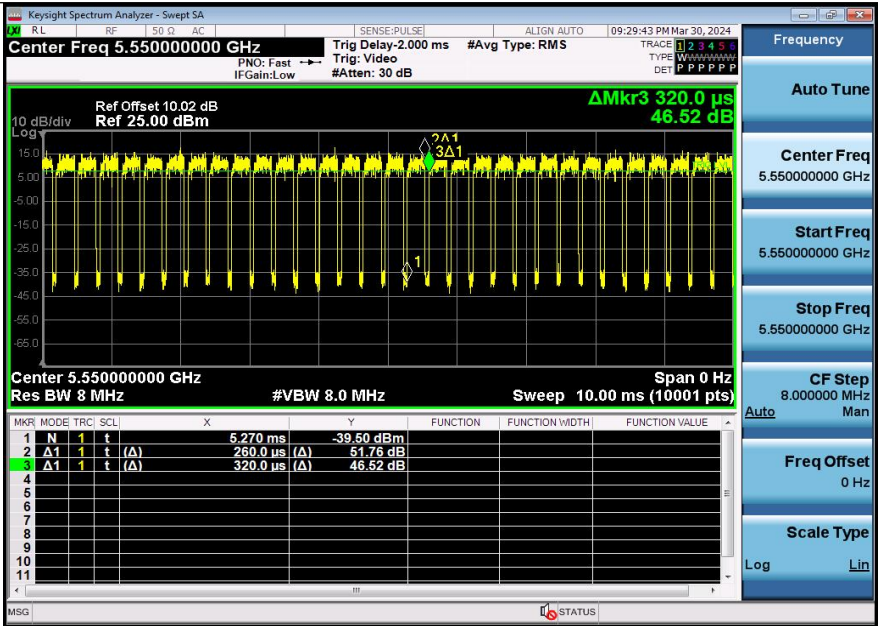 Keysight Spectrum Analyzer - Swept SA
LXI RL RF 50 Ω AC SENSE:PULSE ALIGN AUTO 09:29:43 PM Mar 30, 2024
Center Freq 5.550000000 GHz
PNO: Fast
IFGain:Low
Trig Delay-2.000 ms
Trig: Video
#Atten: 30 dB
#Avg Type: RMS
TRACE 1 2 3 4 5 6
TYPE WWWWWW
DET P P P P P P
Frequency
Auto Tune
Center Freq
5.550000000 GHz
Start Freq
5.550000000 GHz
Stop Freq
5.550000000 GHz
CF Step
8.000000 MHz
Auto Man
Freq Offset
0 Hz
Scale Type
Log Lin
ΔMkr3 320.0 µs
46.52 dB
Ref Offset 10.02 dB
10 dB/div Ref 25.00 dBm
Log
15.0
5.00
-5.00
-15.0
-25.0
-35.0
-45.0
-55.0
-65.0
2Δ1
3Δ1
1
Center 5.550000000 GHz Span 0 Hz
Res BW 8 MHz #VBW 8.0 MHz Sweep 10.00 ms (10001 pts)
MKR MODE TRC SCL X Y FUNCTION FUNCTION WIDTH FUNCTION VALUE
1 N 1 t 5.270 ms -39.50 dBm
2 Δ1 1 t (Δ) 260.0 µs (Δ) 51.76 dB
3 Δ1 1 t (Δ) 320.0 µs (Δ) 46.52 dB
4
5
6
7
8
9
10
11
MSG STATUS